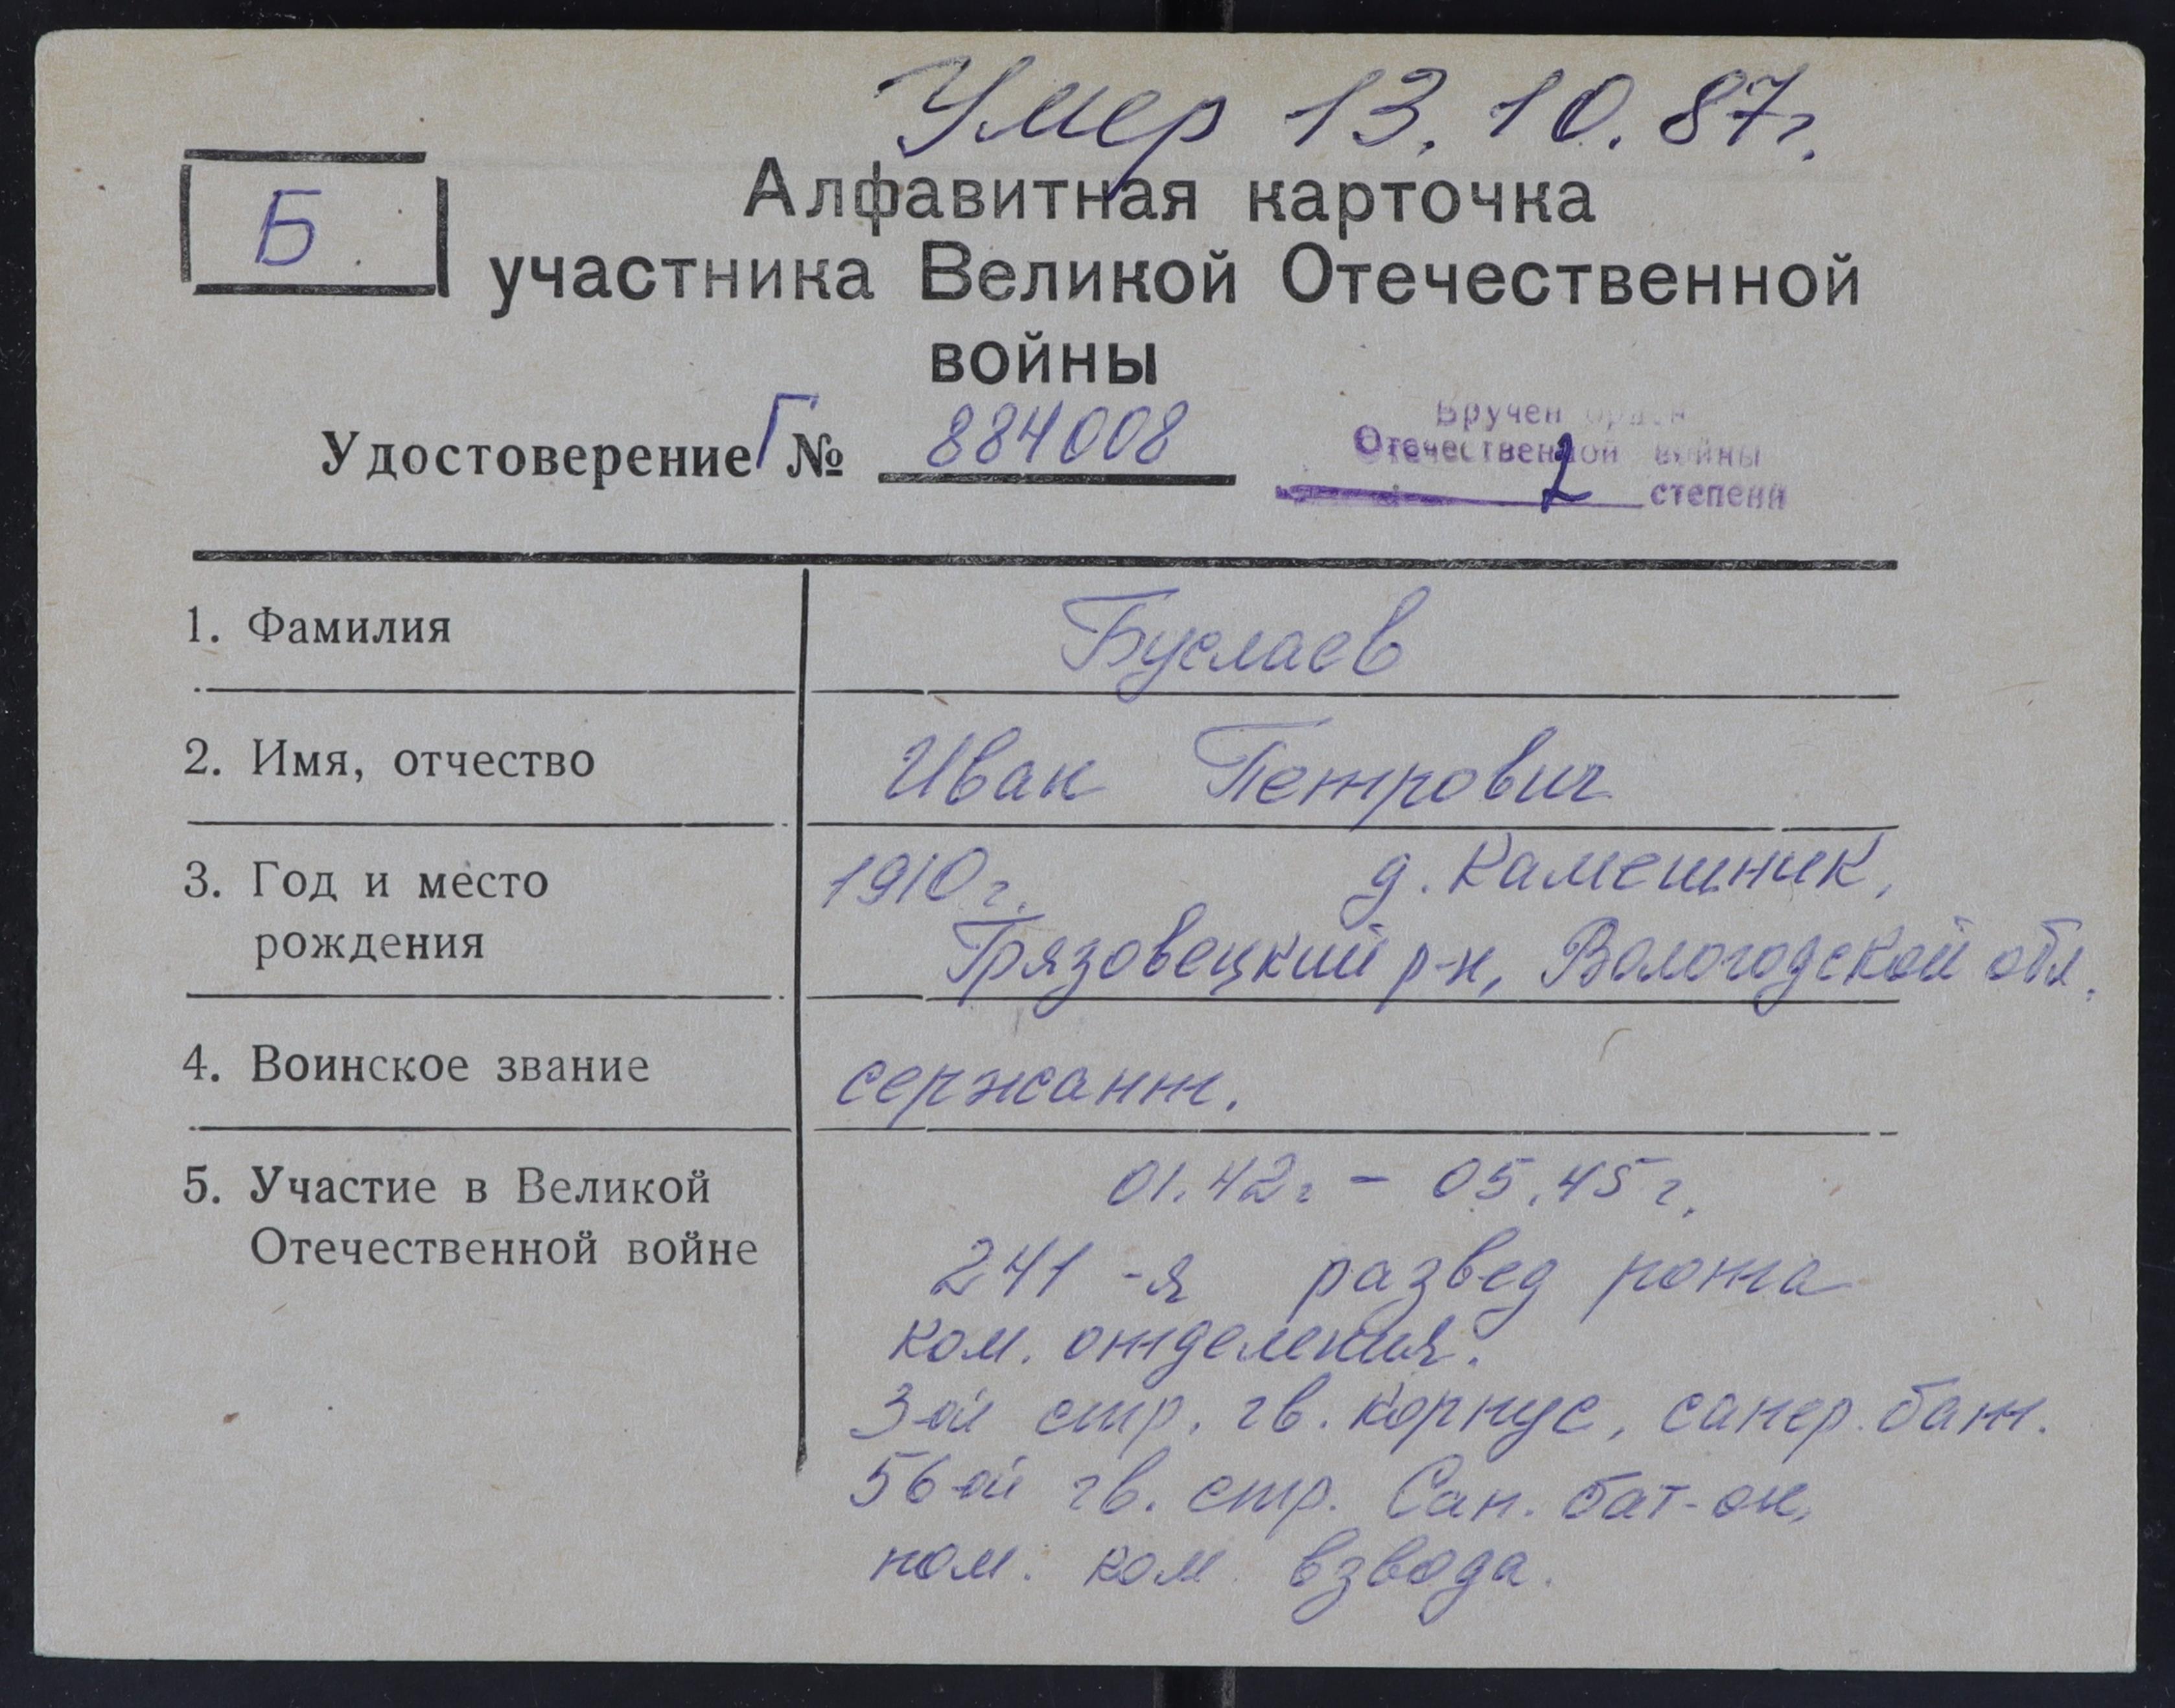 Умер 13.10.87г.
Б
Алфавитная карточка
участника Великой Отечественной
войны
Удостоверение Г № 884008
Вручен орден
Отечественной войны
2 степени
1. Фамилия Буслаев
2. Имя, отчество Иван Петрович
3. Год и место 1910г. д. Камешник,
рождения Грязовецкий р-н, Вологодской обл.
4. Воинское звание сержант.
5. Участие в Великой 01.42г. - 05.45г.
Отечественной войне 241-я развед рота
ком. отделения.
3-ой стр. гв. корпус, сапер. бат.
56-ой гв. стр. Сап. бат-он,
пом. ком. взвода.